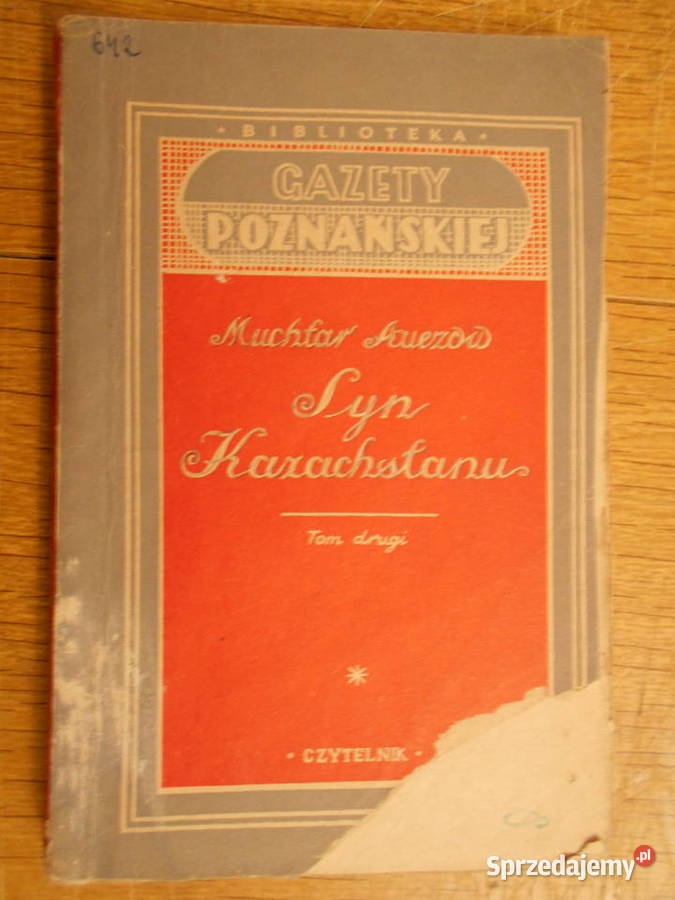 642
• BIBLIOTEKA •
GAZETY
POZNAŃSKIEJ
Muchtar Auezow
Syn
Kazachstanu
Tom drugi
*
• CZYTELNIK •
Sprzedajemy.pl